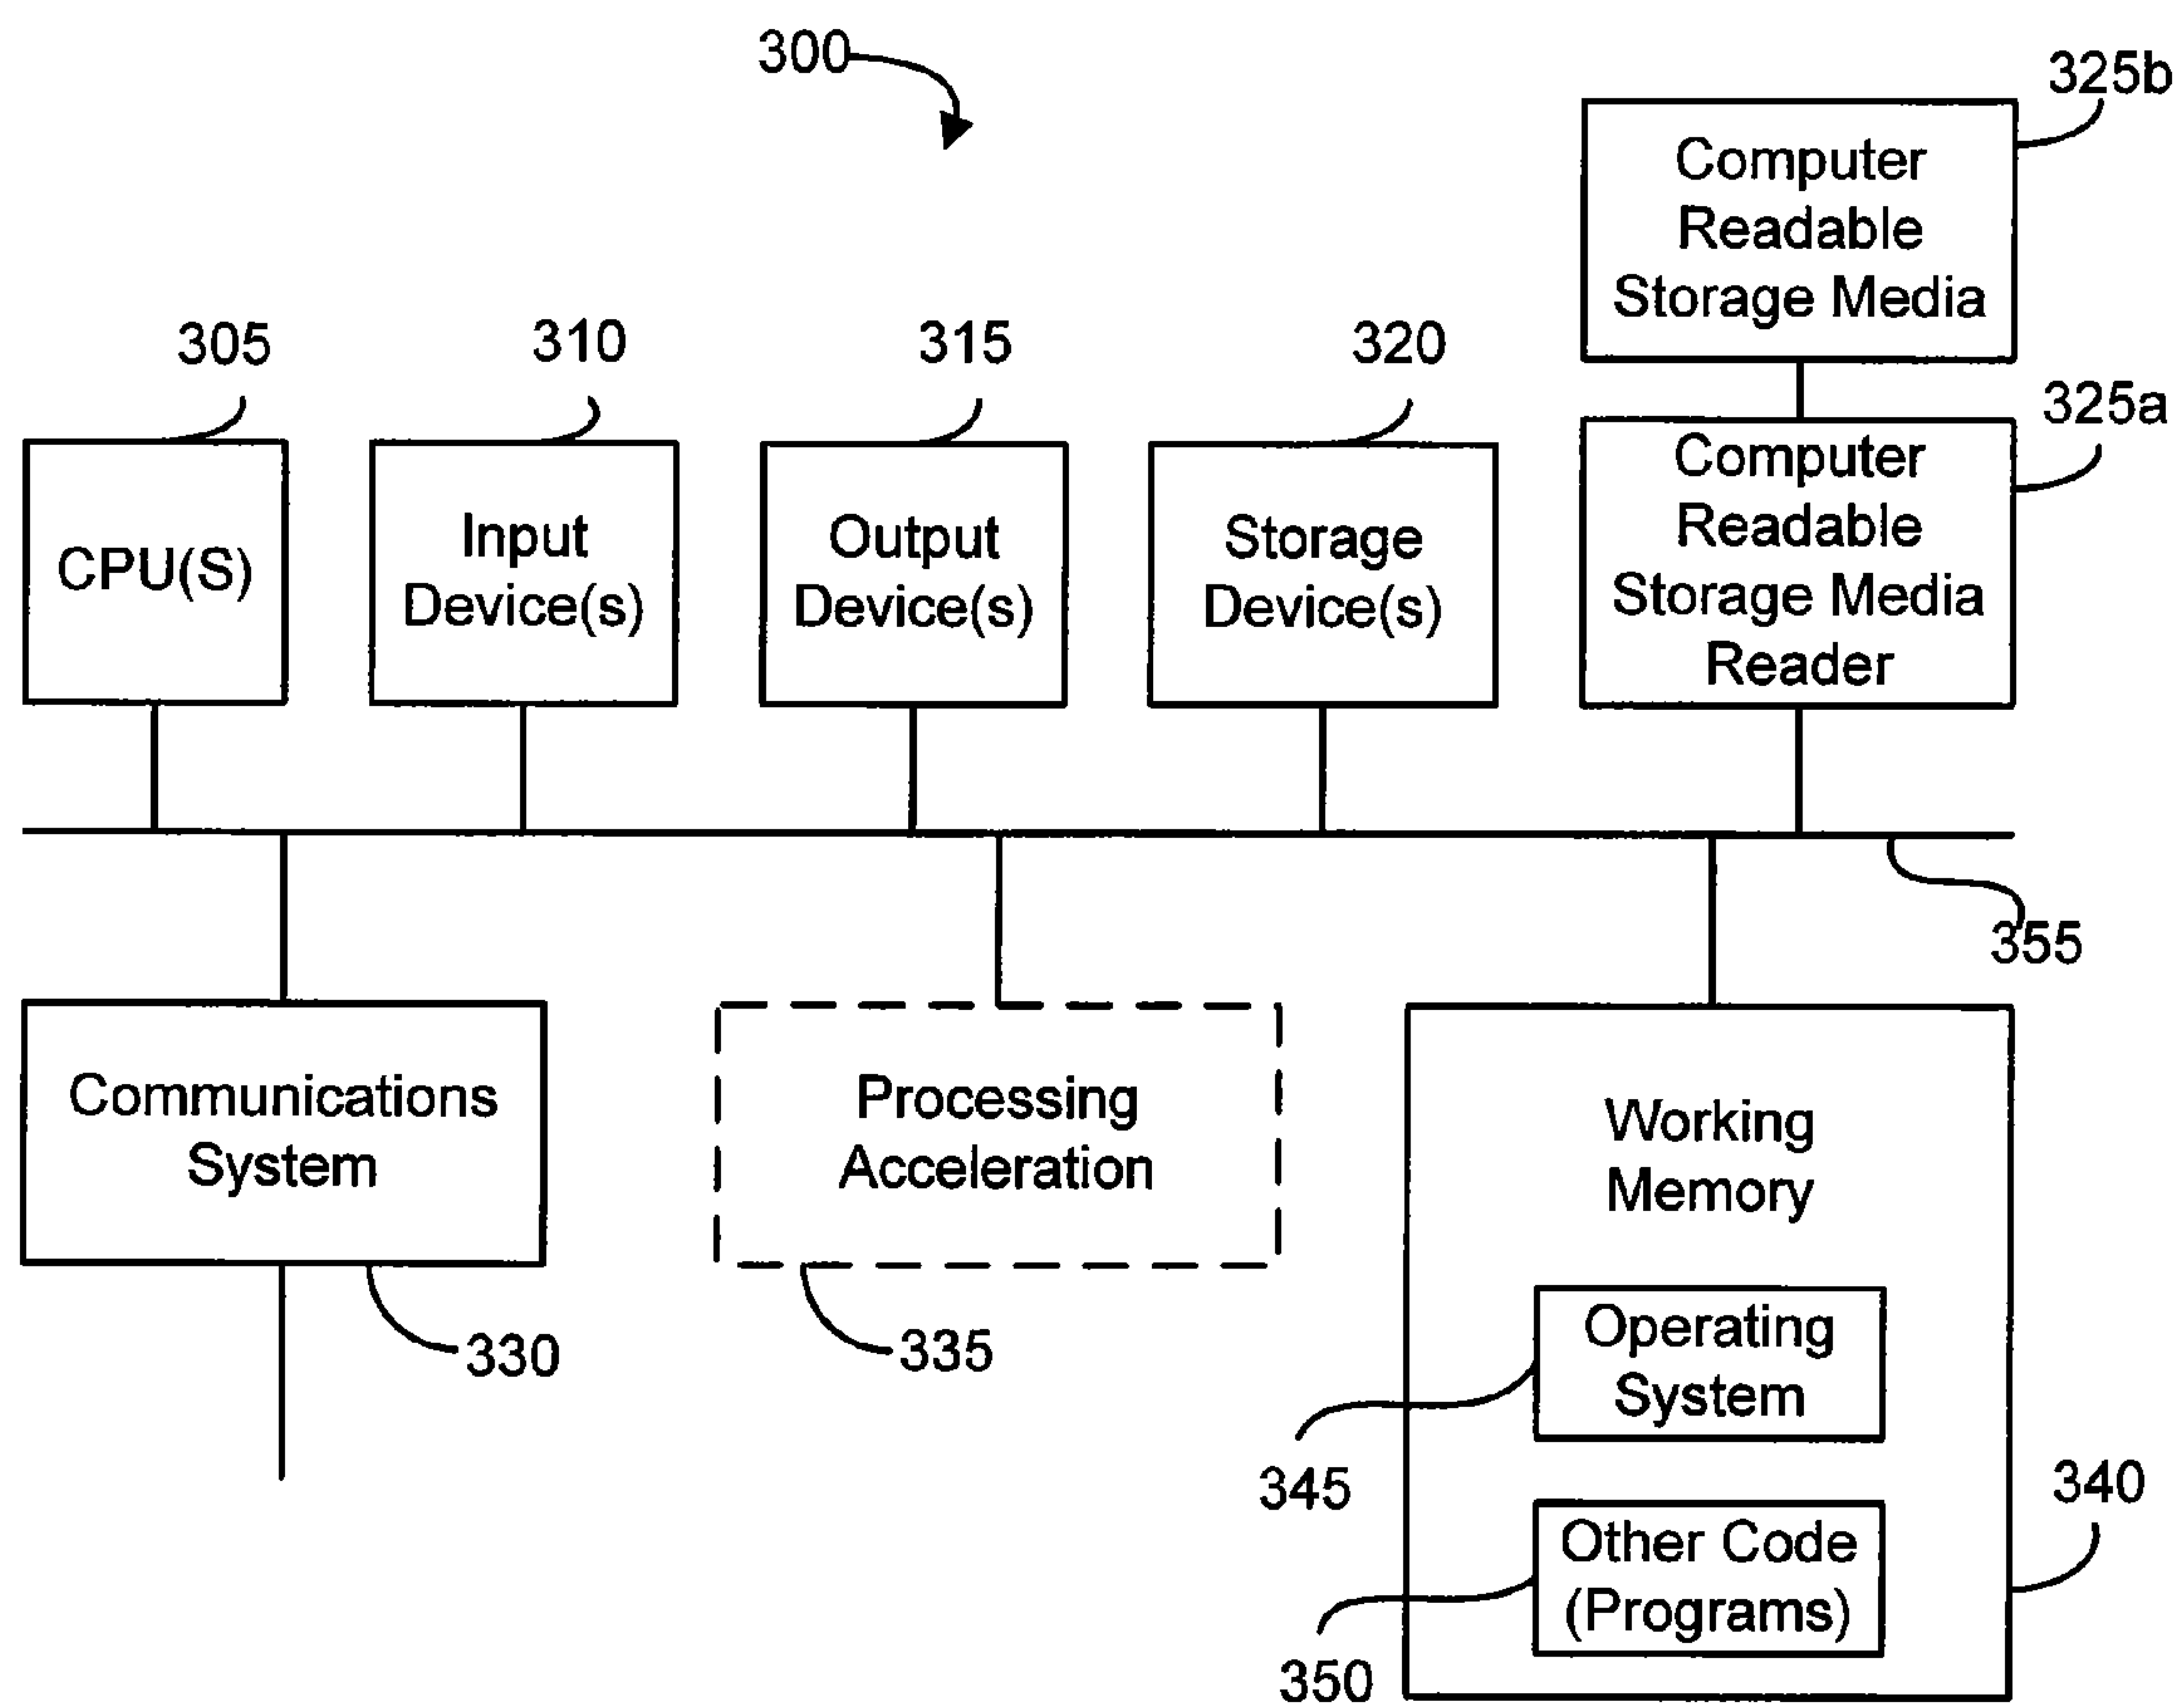 300
325b
Computer
Readable
Storage Media
305
310
315
320
325a
CPU(S)
Input
Device(s)
Output
Device(s)
Storage
Device(s)
Computer
Readable
Storage Media
Reader
355
Communications
System
330
Processing
Acceleration
335
Working
Memory
Operating
System
345
340
Other Code
(Programs)
350